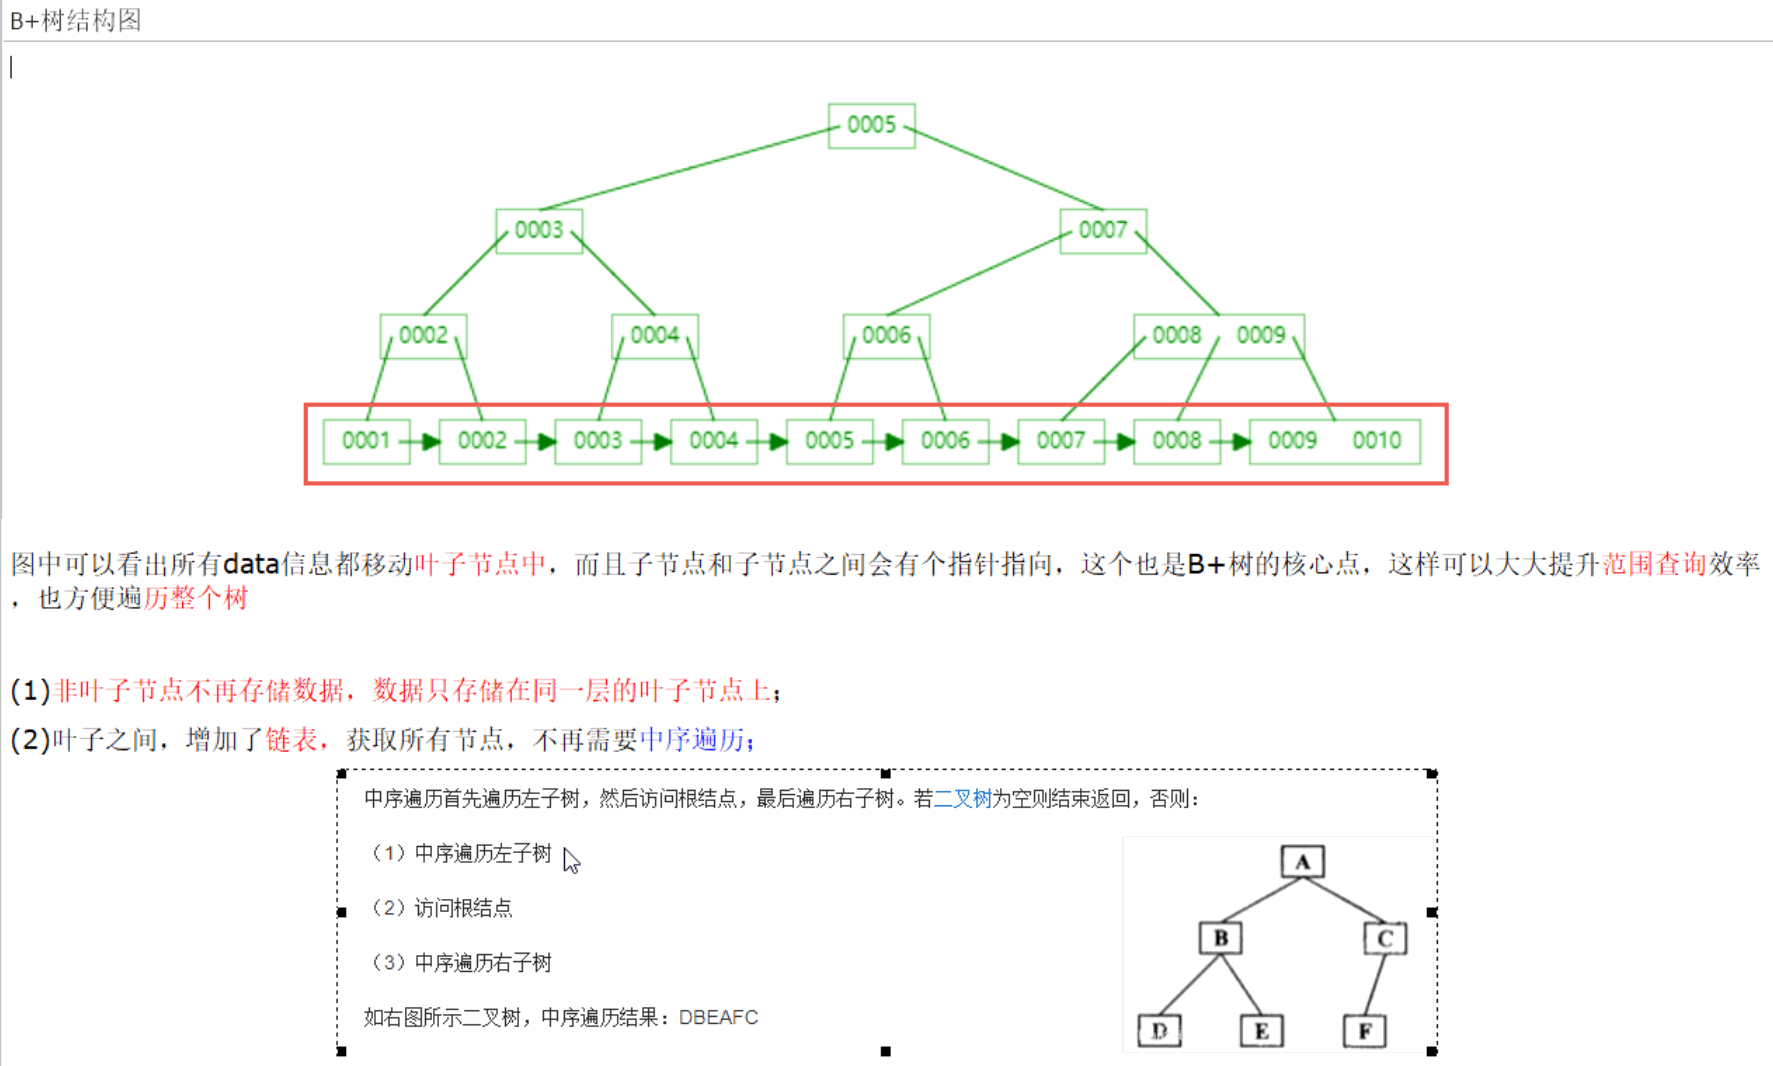 B+树结构图
0005
0003 0007
0002 0004 0006 0008 0009
0001 0002 0003 0004 0005 0006 0007 0008 0009 0010
图中可以看出所有data信息都移动叶子节点中，而且子节点和子节点之间会有个指针指向，这个也是B+树的核心点，这样可以大大提升范围查询效率
，也方便遍历整个树
(1)非叶子节点不再存储数据，数据只存储在同一层的叶子节点上；
(2)叶子之间，增加了链表，获取所有节点，不再需要中序遍历；
中序遍历首先遍历左子树，然后访问根结点，最后遍历右子树。若二叉树为空则结束返回，否则：
（1）中序遍历左子树
（2）访问根结点
（3）中序遍历右子树
如右图所示二叉树，中序遍历结果：DBEAFC
A
B C
D E F